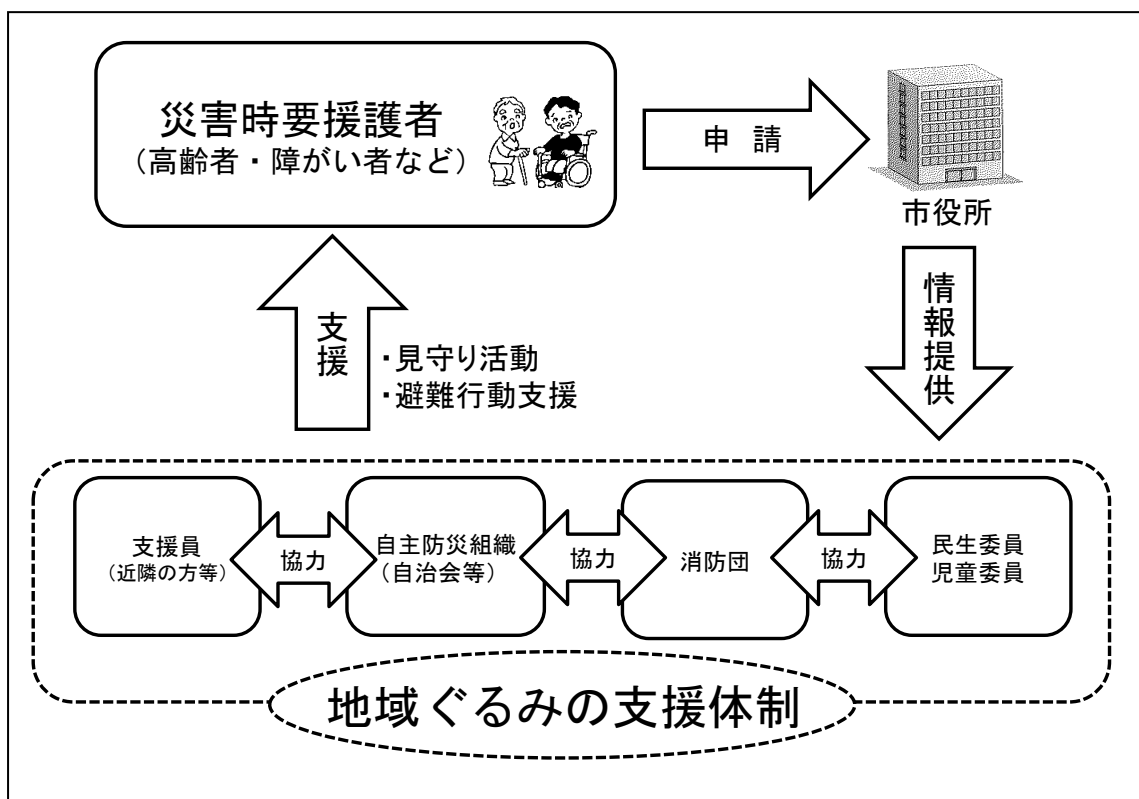 災害時要援護者
（高齢者・障がい者など）
申 請
市役所
情報提供
支援
・見守り活動
・避難行動支援
支援員
（近隣の方等）
協力
自主防災組織
（自治会等）
協力
消防団
協力
民生委員
児童委員
地域ぐるみの支援体制